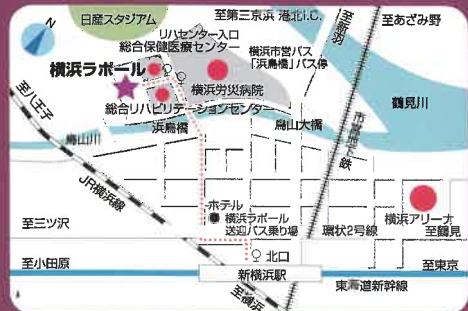 日産スタジアム
至第三京浜 港北I.C.
至新羽
至あざみ野
リハセンター入口
総合保健医療センター
横浜市営バス
「浜鳥橋」バス停
横浜ラポール
横浜労災病院
総合リハビリテーションセンター
鶴見川
至八王子
浜鳥橋
鳥山大橋
鳥山川
市営地下鉄
JR横浜線
ホテル
横浜ラポール
送迎バス乗り場
横浜アリーナ
至三ツ沢
環状2号線
至鶴見
北口
至小田原
新横浜駅
至東京
東海道新幹線
至横浜